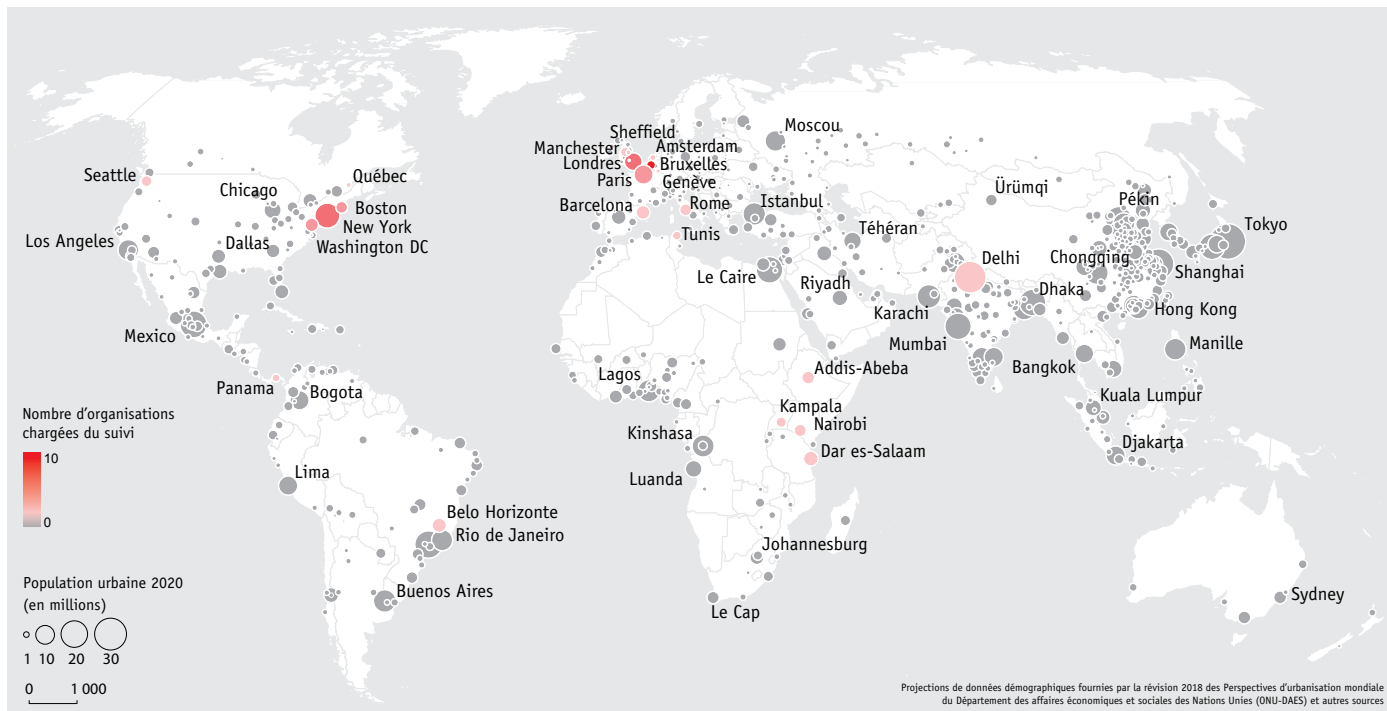 Sheffield
Moscou
Manchester
Amsterdam
Londres
Bruxelles
Seattle
Québec
Paris
Genève
Chicago
Ürümqi
Pékin
Barcelona
Rome
Istanbul
Boston
New York
Tokyo
Los Angeles
Dallas
Washington DC
Tunis
Téhéran
Delhi
Chongqing
Shanghai
Le Caire
Riyadh
Dhaka
Karachi
Hong Kong
Mexico
Mumbai
Manille
Bangkok
Addis-Abeba
Lagos
Panama
Bogota
Kuala Lumpur
Kampala
Nairobi
Kinshasa
Djakarta
Dar es-Salaam
Lima
Luanda
Belo Horizonte
Rio de Janeiro
Johannesburg
Buenos Aires
Le Cap
Sydney
Nombre d'organisations
chargées du suivi
10
0
Population urbaine 2020
(en millions)
1 10 20 30
0 1 000
Projections de données démographiques fournies par la révision 2018 des Perspectives d'urbanisation mondiale
du Département des affaires économiques et sociales des Nations Unies (ONU-DAES) et autres sources